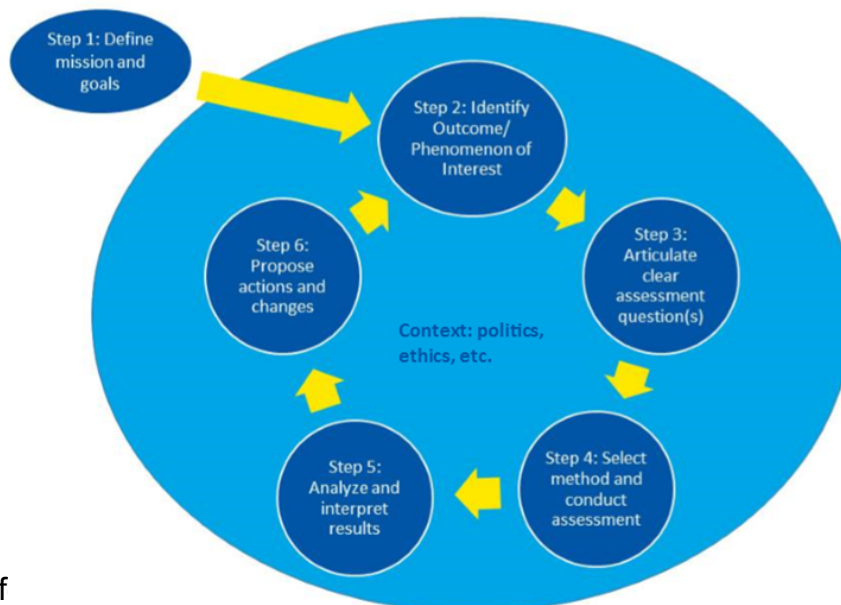 Step 1: Define
mission and
goals
Step 2: Identify
Outcome/
Phenomenon of
Interest
Step 3:
Articulate
clear
assessment
question(s)
Step 4: Select
method and
conduct
assessment
Step 5:
Analyze and
interpret
results
Step 6:
Propose
actions and
changes
Context: politics,
ethics, etc.
f